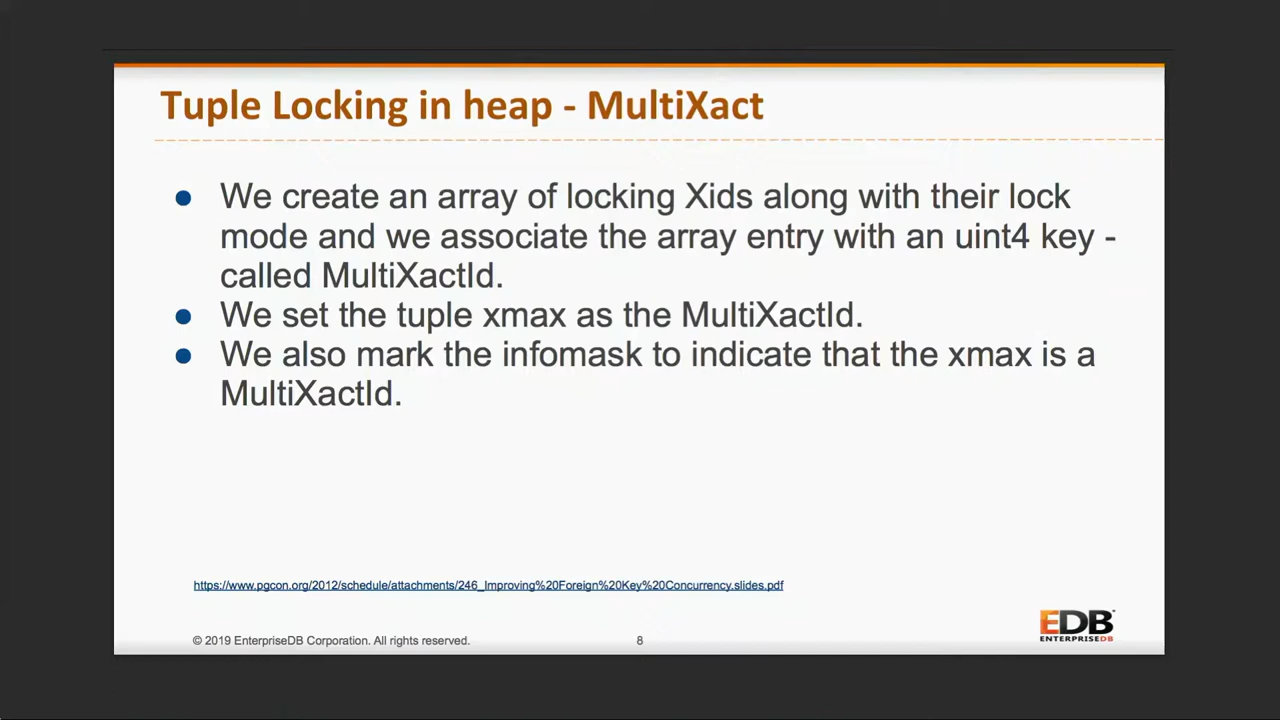 Tuple Locking in heap - MultiXact
● We create an array of locking Xids along with their lock
mode and we associate the array entry with an uint4 key -
called MultiXactId.
● We set the tuple xmax as the MultiXactId.
● We also mark the infomask to indicate that the xmax is a
MultiXactId.
https://www.pgcon.org/2012/schedule/attachments/246_Improving%20Foreign%20Key%20Concurrency.slides.pdf
© 2019 EnterpriseDB Corporation. All rights reserved.
8
EDB
ENTERPRISEDB